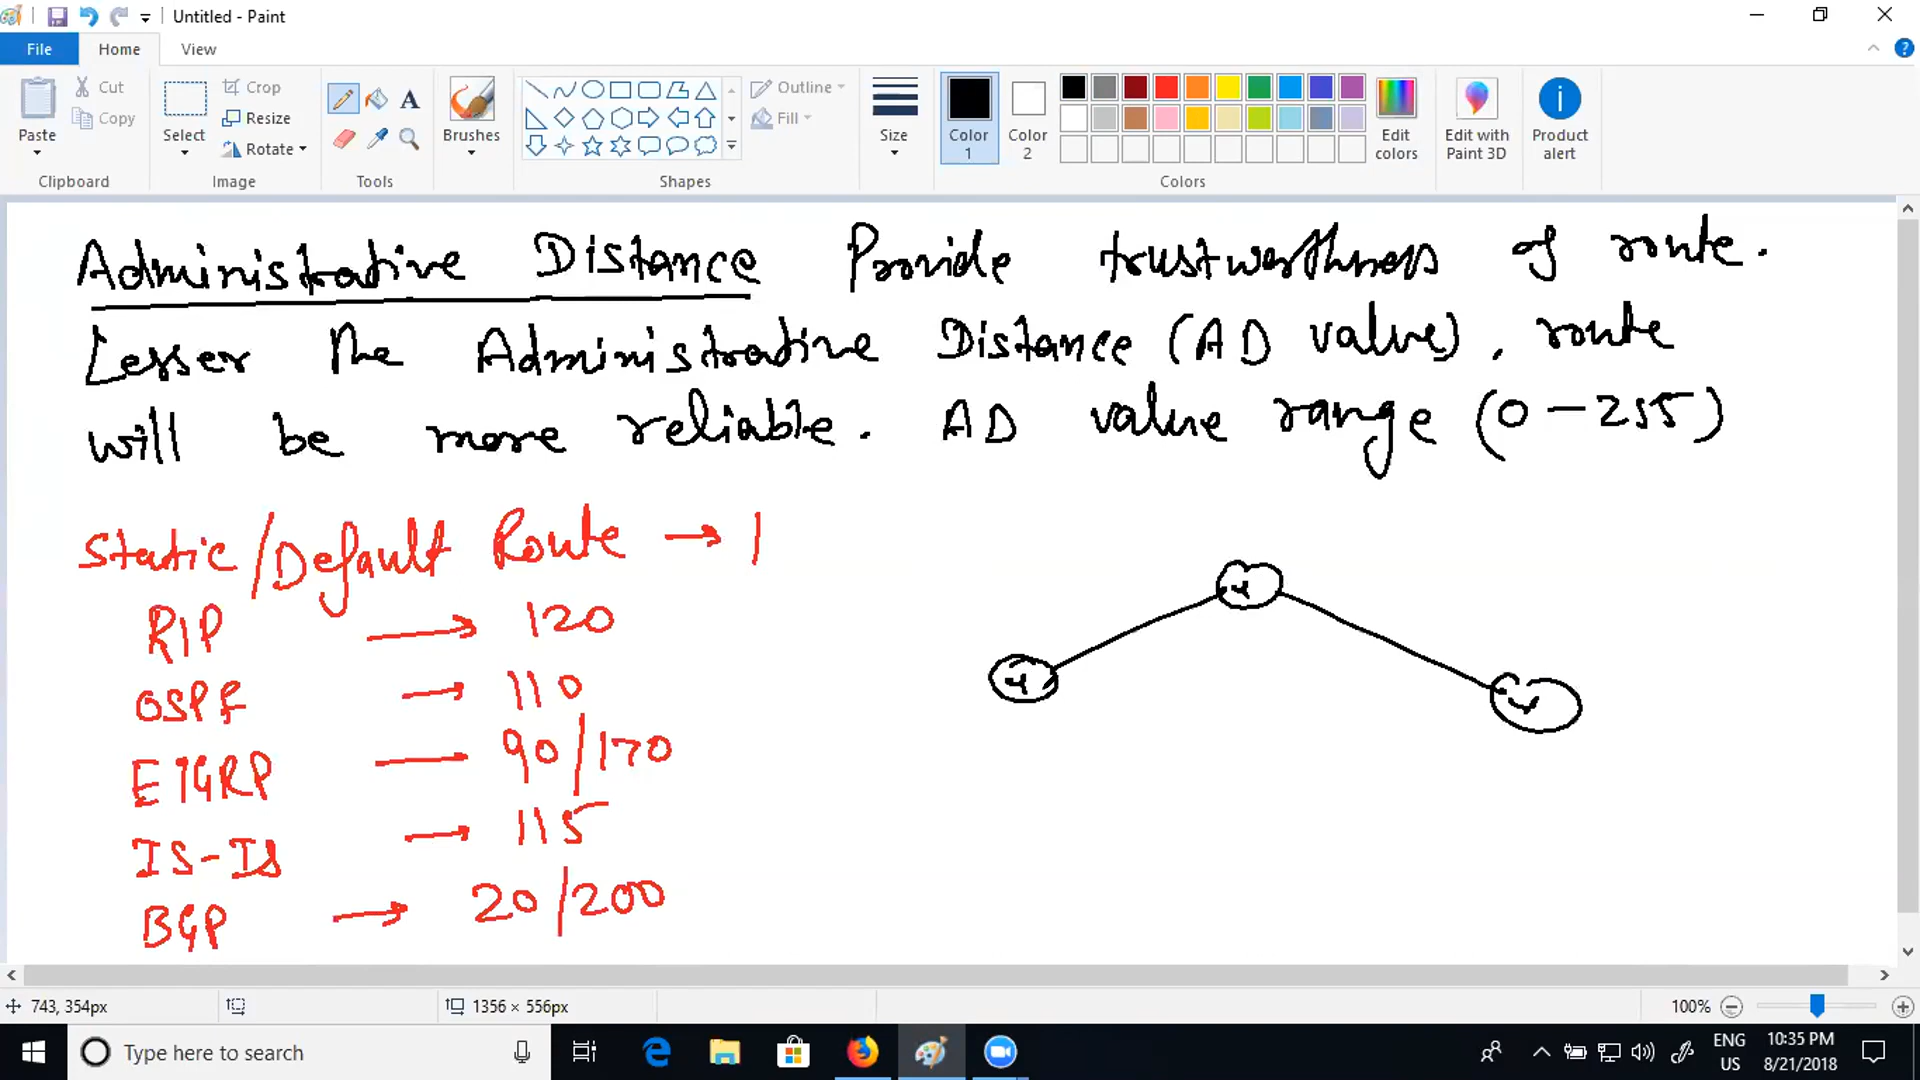 Untitled - Paint
File Home View
Paste Cut Copy Clipboard
Select Crop Resize Rotate Image
Tools
Brushes
Shapes
Outline Fill
Size
Color 1 Color 2
Edit colors
Colors
Edit with Paint 3D
Product alert
Administrative Distance Provide trustworthness of route.
Lesser the Administrative Distance (AD value), route
will be more reliable. AD value range (0-255)
Static/Default Route → 1
RIP → 120
OSPF → 110
EIGRP → 90/170
IS-IS → 115
BGP → 20/200
743, 354px 1356 × 556px 100%
Type here to search
ENG US
10:35 PM
8/21/2018